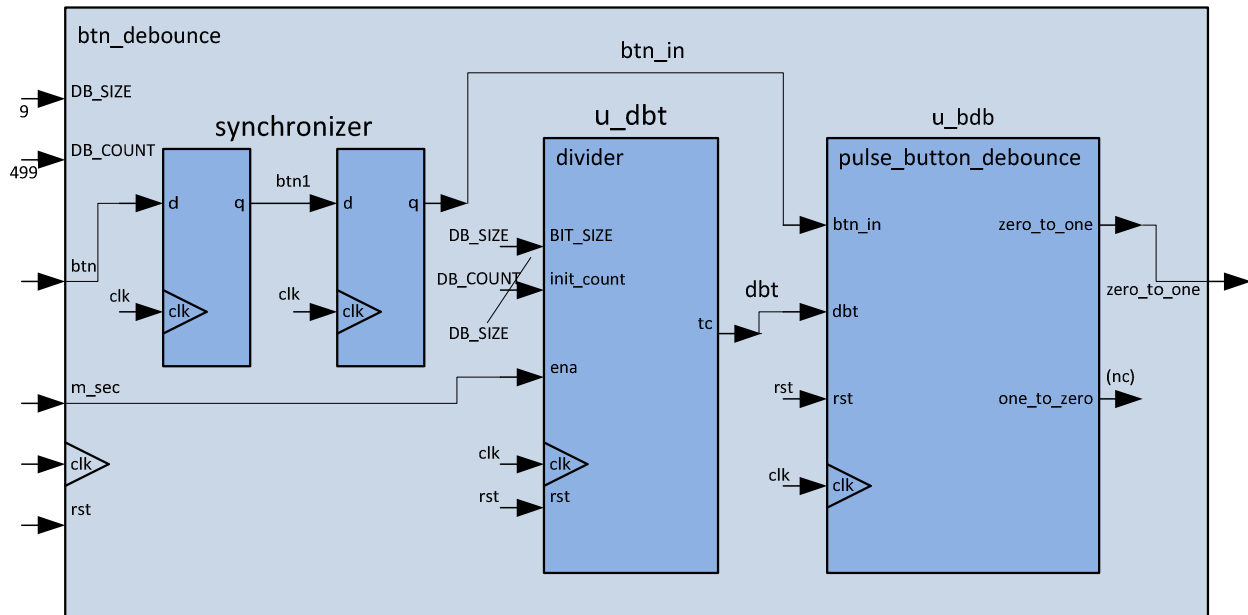 btn_debounce
DB_SIZE
9
DB_COUNT
499
btn
m_sec
clk
rst
synchronizer
d
q
clk
clk
btn1
d
q
clk
clk
btn_in
u_dbt
divider
DB_SIZE
BIT_SIZE
DB_COUNT
init_count
DB_SIZE
ena
tc
clk
clk
rst
rst
dbt
u_bdb
pulse_button_debounce
btn_in
zero_to_one
dbt
rst
rst
one_to_zero
(nc)
clk
clk
zero_to_one